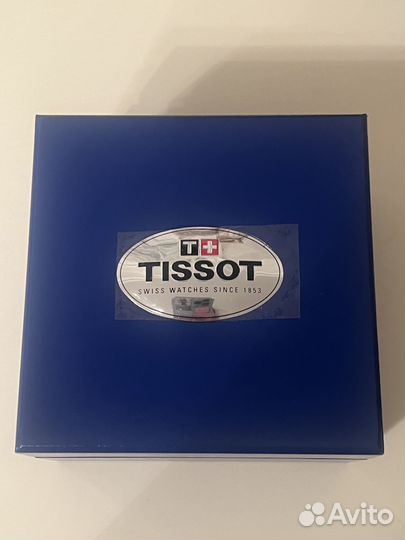 T+
TISSOT
SWISS WATCHES SINCE 1853
Avito